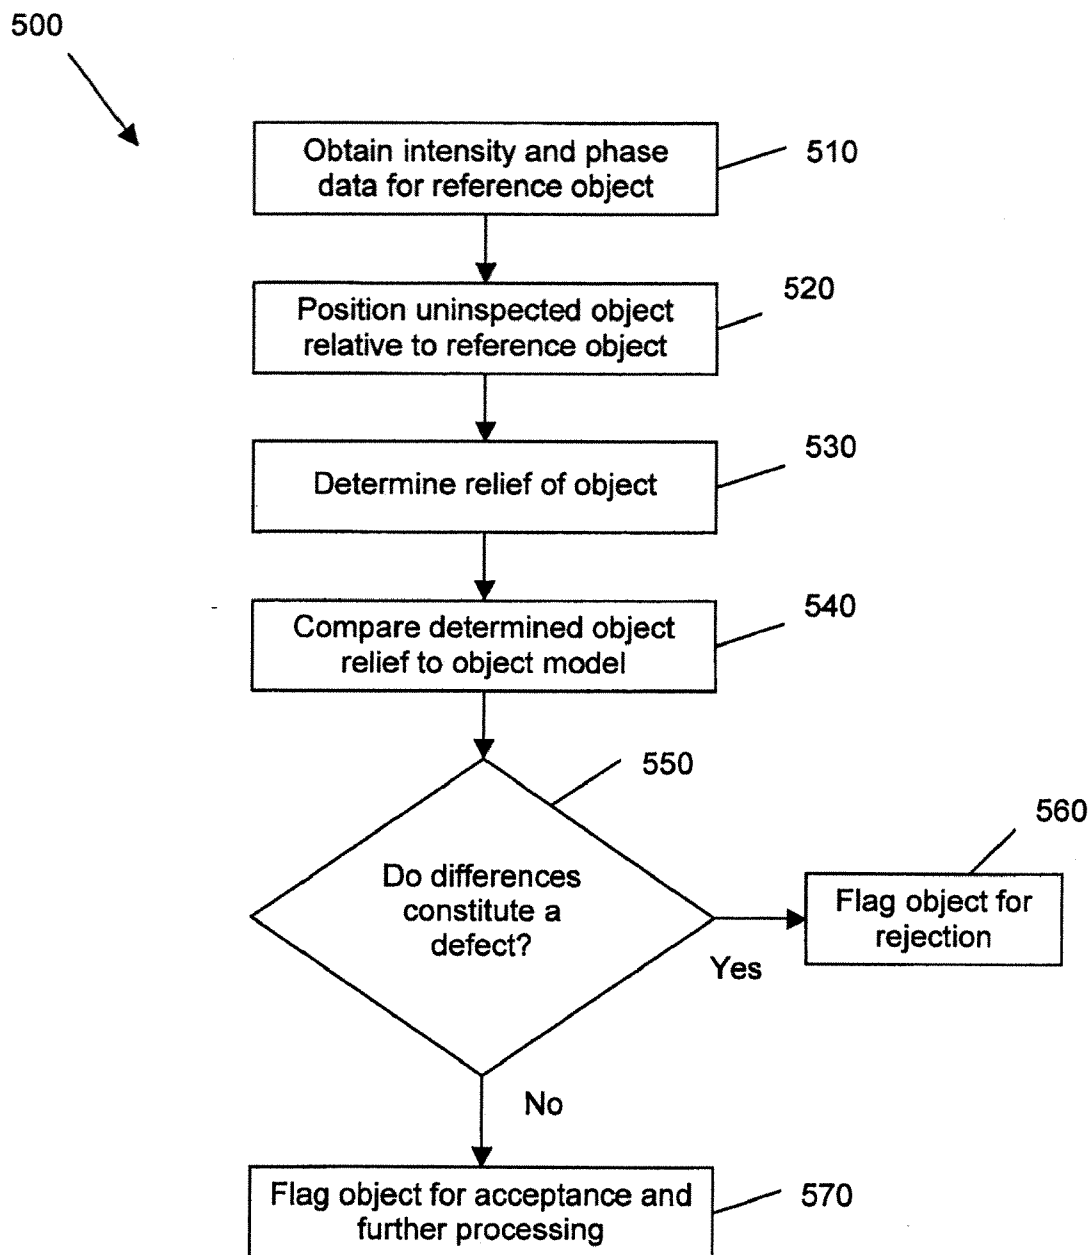 500
Obtain intensity and phase
data for reference object
510
Position uninspected object
relative to reference object
520
Determine relief of object
530
Compare determined object
relief to object model
540
Do differences
constitute a
defect?
550
Yes
Flag object for
rejection
560
No
Flag object for acceptance and
further processing
570